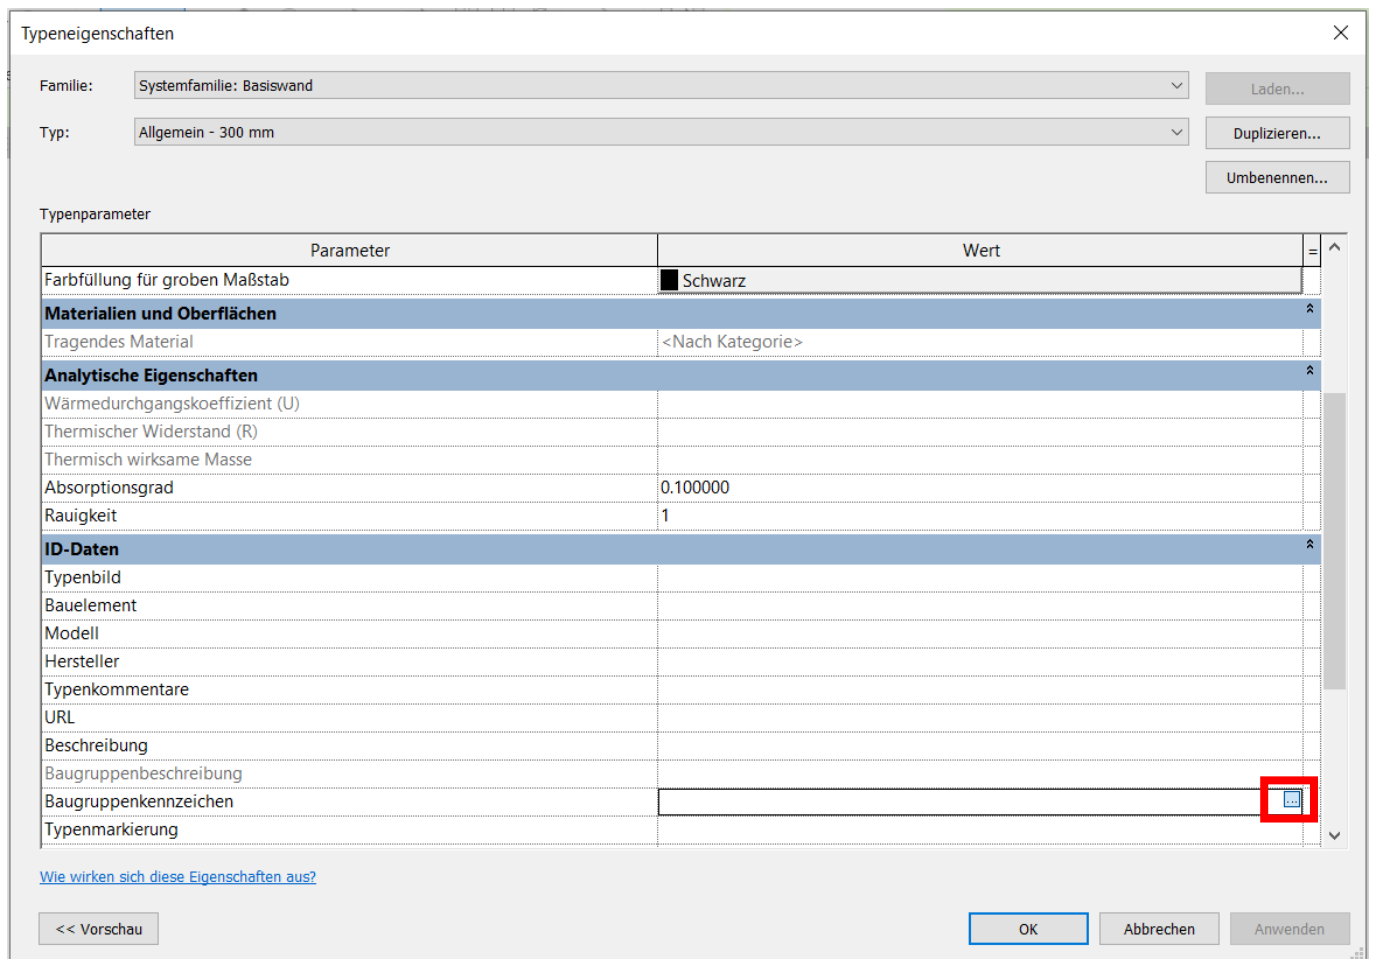 Typeneigenschaften
Familie: Systemfamilie: Basiswand Laden...
Typ: Allgemein - 300 mm Duplizieren...
Umbenennen...
Typenparameter
Parameter Wert =
Farbfüllung für groben Maßstab Schwarz
Materialien und Oberflächen
Tragendes Material <Nach Kategorie>
Analytische Eigenschaften
Wärmedurchgangskoeffizient (U)
Thermischer Widerstand (R)
Thermisch wirksame Masse
Absorptionsgrad 0.100000
Rauigkeit 1
ID-Daten
Typenbild
Bauelement
Modell
Hersteller
Typenkommentare
URL
Beschreibung
Baugruppenbeschreibung
Baugruppenkennzeichen ...
Typenmarkierung
Wie wirken sich diese Eigenschaften aus?
<< Vorschau OK Abbrechen Anwenden